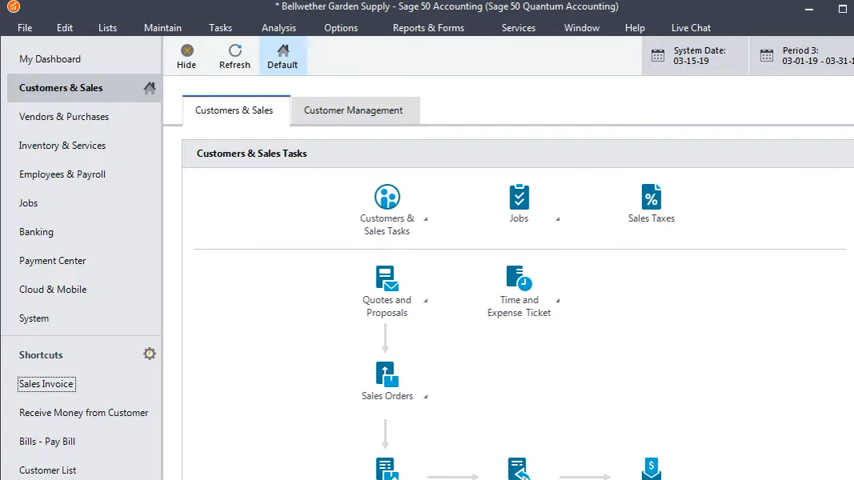 * Bellwether Garden Supply - Sage 50 Accounting (Sage 50 Quantum Accounting)
File Edit Lists Maintain Tasks Analysis Options Reports & Forms Services Window Help Live Chat
Hide Refresh Default
System Date:
03-15-19
Period 3:
03-01-19 - 03-31-1
My Dashboard
Customers & Sales
Vendors & Purchases
Inventory & Services
Employees & Payroll
Jobs
Banking
Payment Center
Cloud & Mobile
System
Shortcuts
Sales Invoice
Receive Money from Customer
Bills - Pay Bill
Customer List
Customers & Sales Customer Management
Customers & Sales Tasks
Customers &
Sales Tasks
Jobs
Sales Taxes
Quotes and
Proposals
Time and
Expense Ticket
Sales Orders